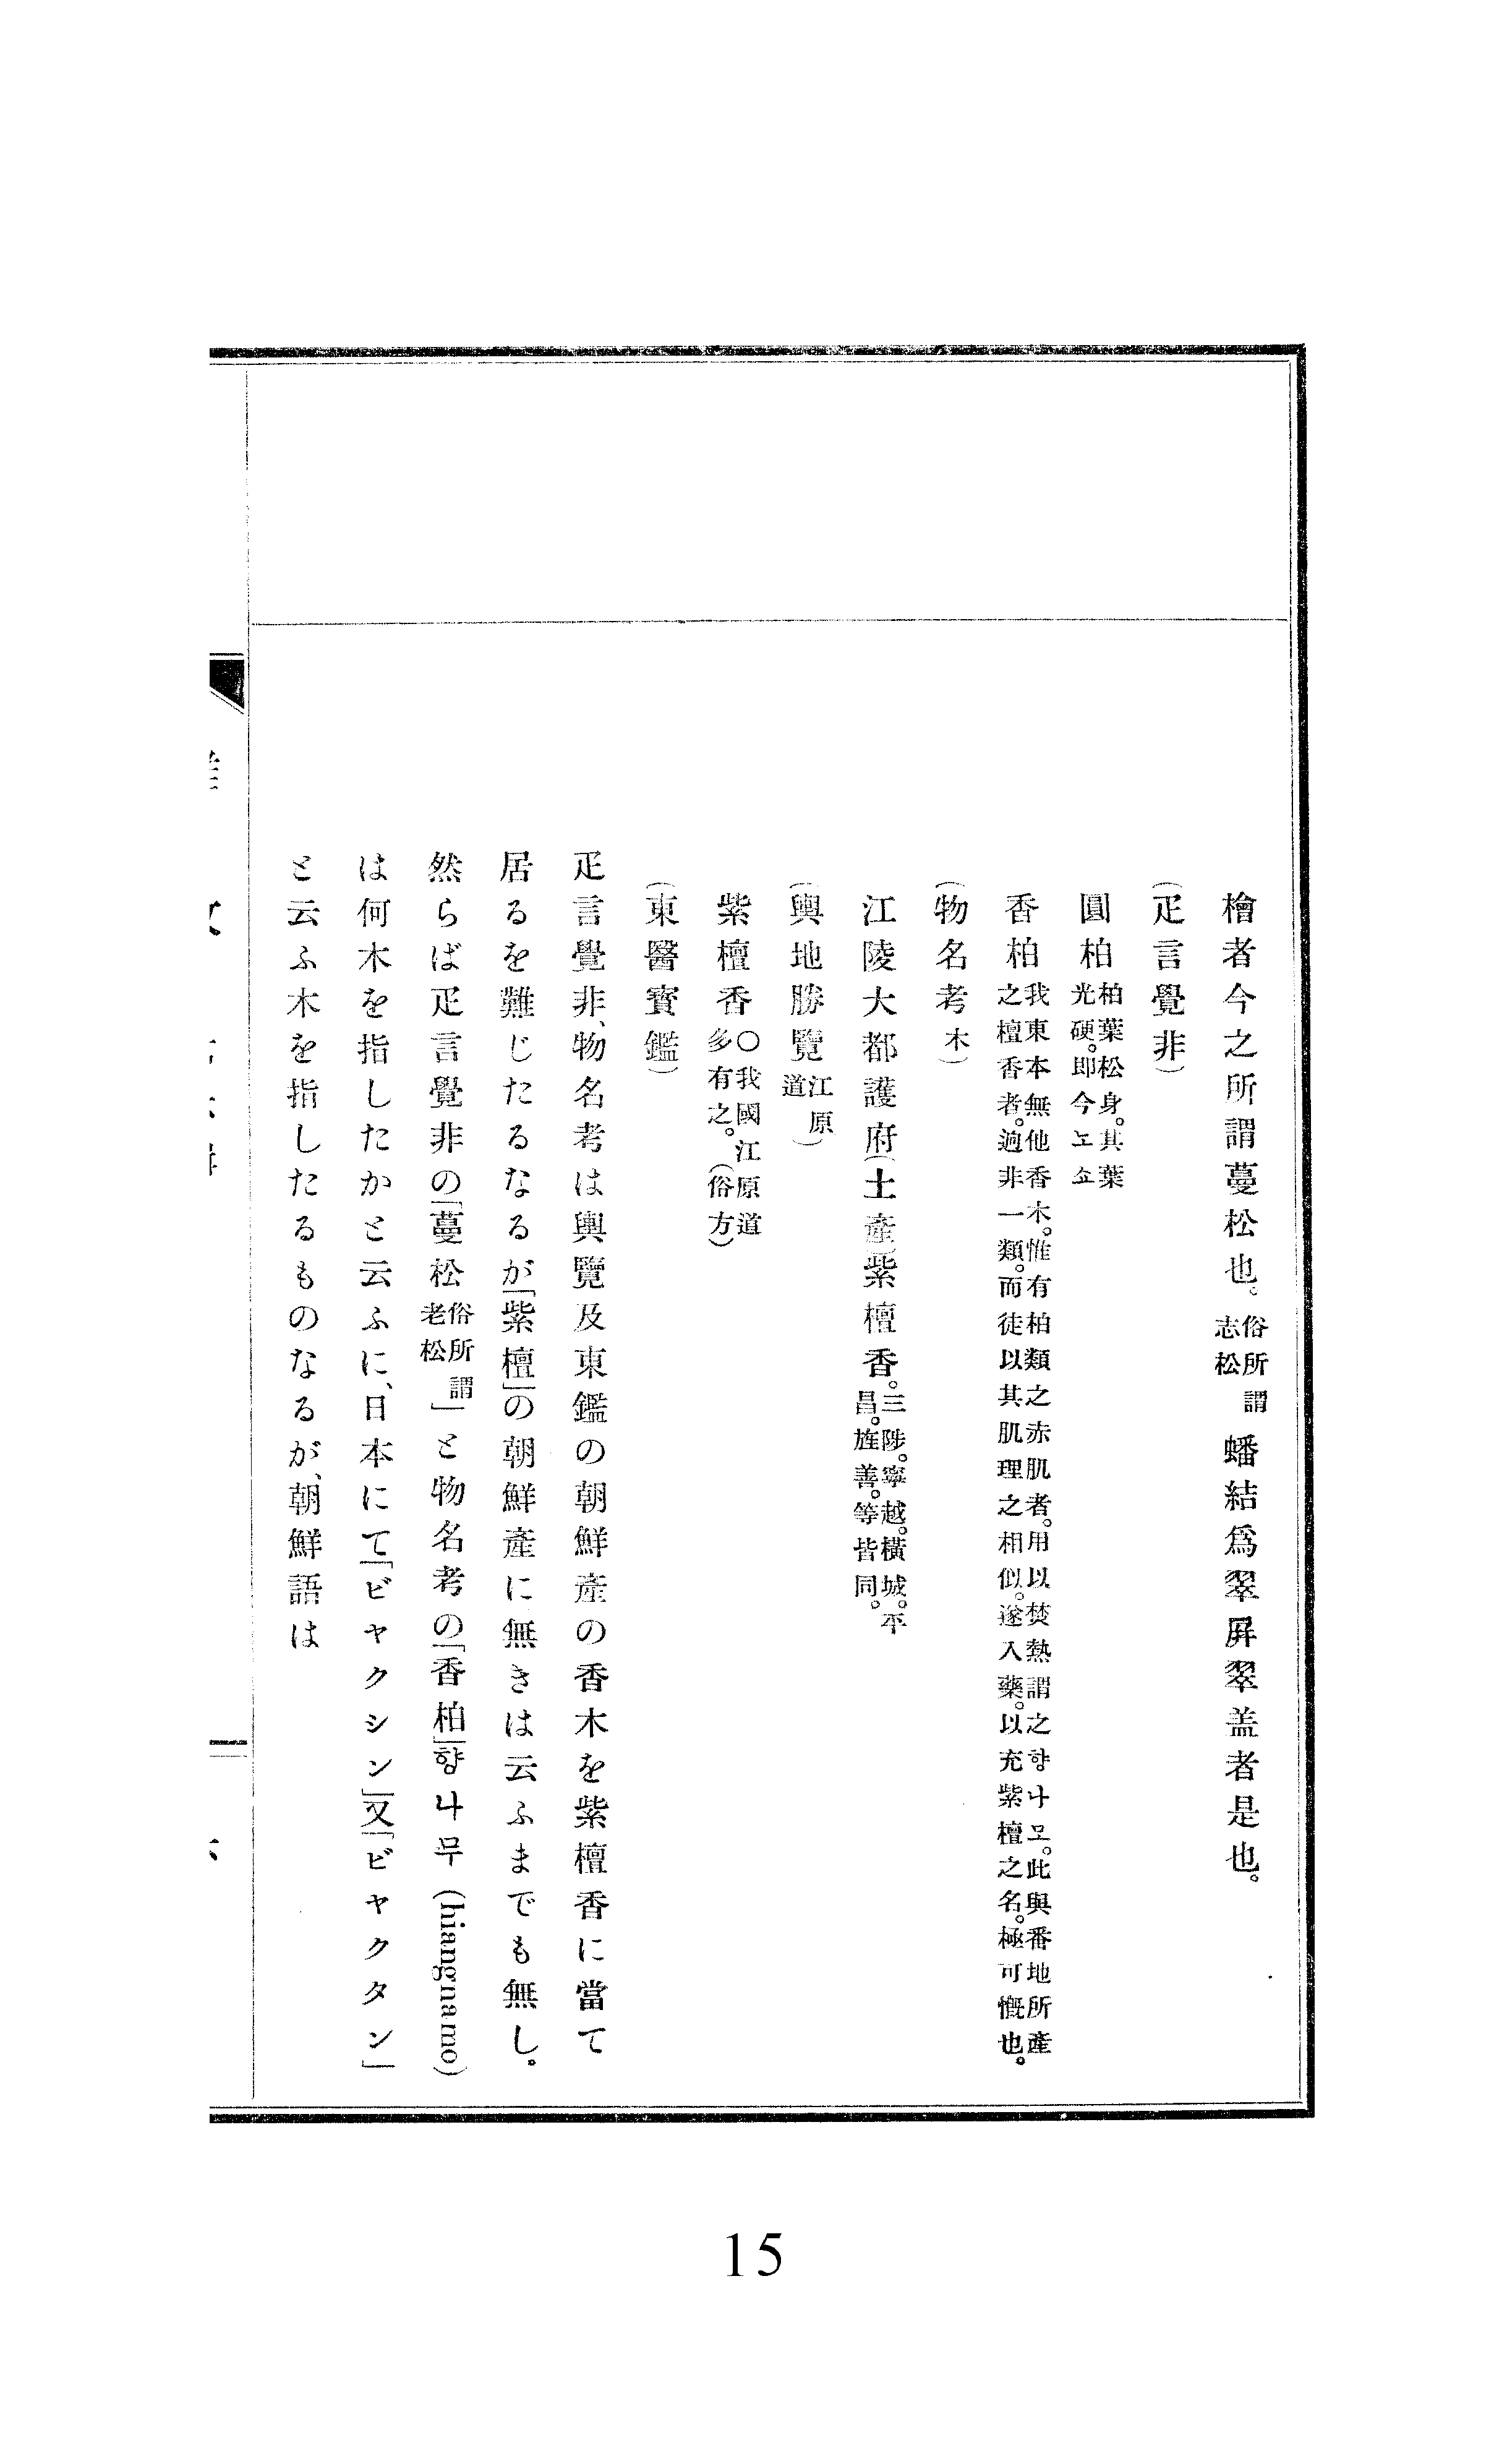 檜者今之所謂蔓松也。俗所謂志松蟠結爲翠屛翠盖者是也。
(疋言覺非)
圓柏柏葉松身。其葉光硬。卽今노소
香柏我東本無他香木。惟有柏類之赤肌者。用以焚熱謂之향나모。此與番地所產之檀香者。逈非一類。而徒以其肌理之相似。遂入藥。以充紫檀之名。極可慨也。
(物名考木)
江陵大都護府(土產)紫檀香。三陟。寧越。橫城。平昌。旌善。等皆同。
(輿地勝覽江原道)
紫檀香〇我國江原道多有之。(俗方)
(東醫寶鑑)
疋言覺非、物名考は輿覽及東鑑の朝鮮產の香木を紫檀香に當て
居るを難じたるなるが「紫檀」の朝鮮產に無きは云ふまでも無し。
然らば疋言覺非の「蔓松俗所謂老松」と物名考の「香柏」향나무(hiangnamo)
は何木を指したかと云ふに、日本にて「ビャクシン」又「ビヤクタン」
と云ふ木を指したるものなるが、朝鮮語は
15